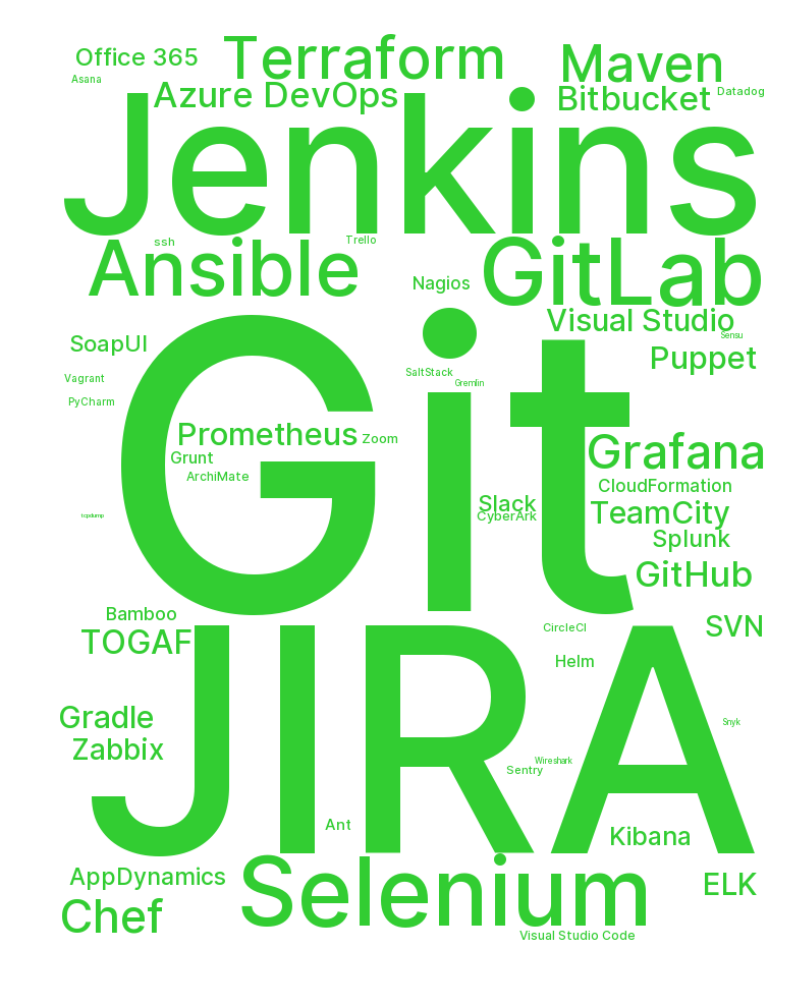 Office 365
Terraform
Maven
Asana
Azure DevOps
Bitbucket
Datadog
Jenkins
ssh
Trello
Ansible
GitLab
Nagios
Visual Studio
Sensu
SoapUI
Puppet
SaltStack
Vagrant
Gremlin
PyCharm
Git
Prometheus
Zoom
Grunt
Grafana
ArchiMate
CloudFormation
Slack
CyberArk
TeamCity
Splunk
GitHub
Bamboo
CircleCI
SVN
TOGAF
Helm
JIRA
Gradle
Snyk
Zabbix
Wireshark
Sentry
Ant
Kibana
AppDynamics
Selenium
ELK
Chef
Visual Studio Code